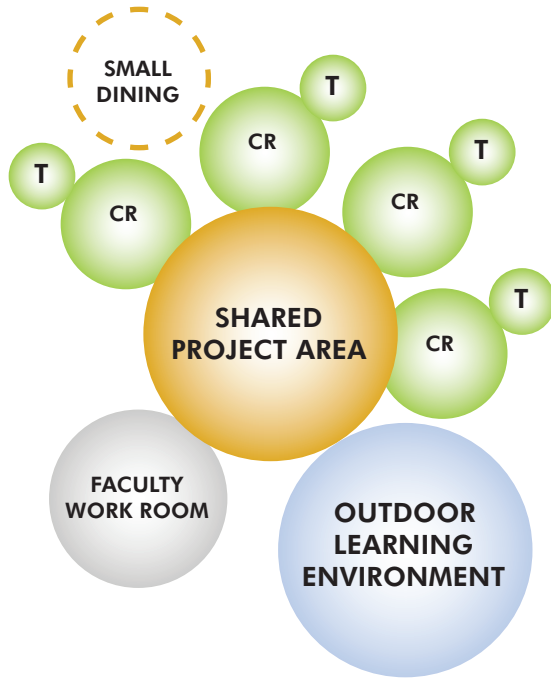 SMALL
DINING
T
CR
T
CR
T
CR
T
CR
SHARED
PROJECT AREA
FACULTY
WORK ROOM
OUTDOOR
LEARNING
ENVIRONMENT